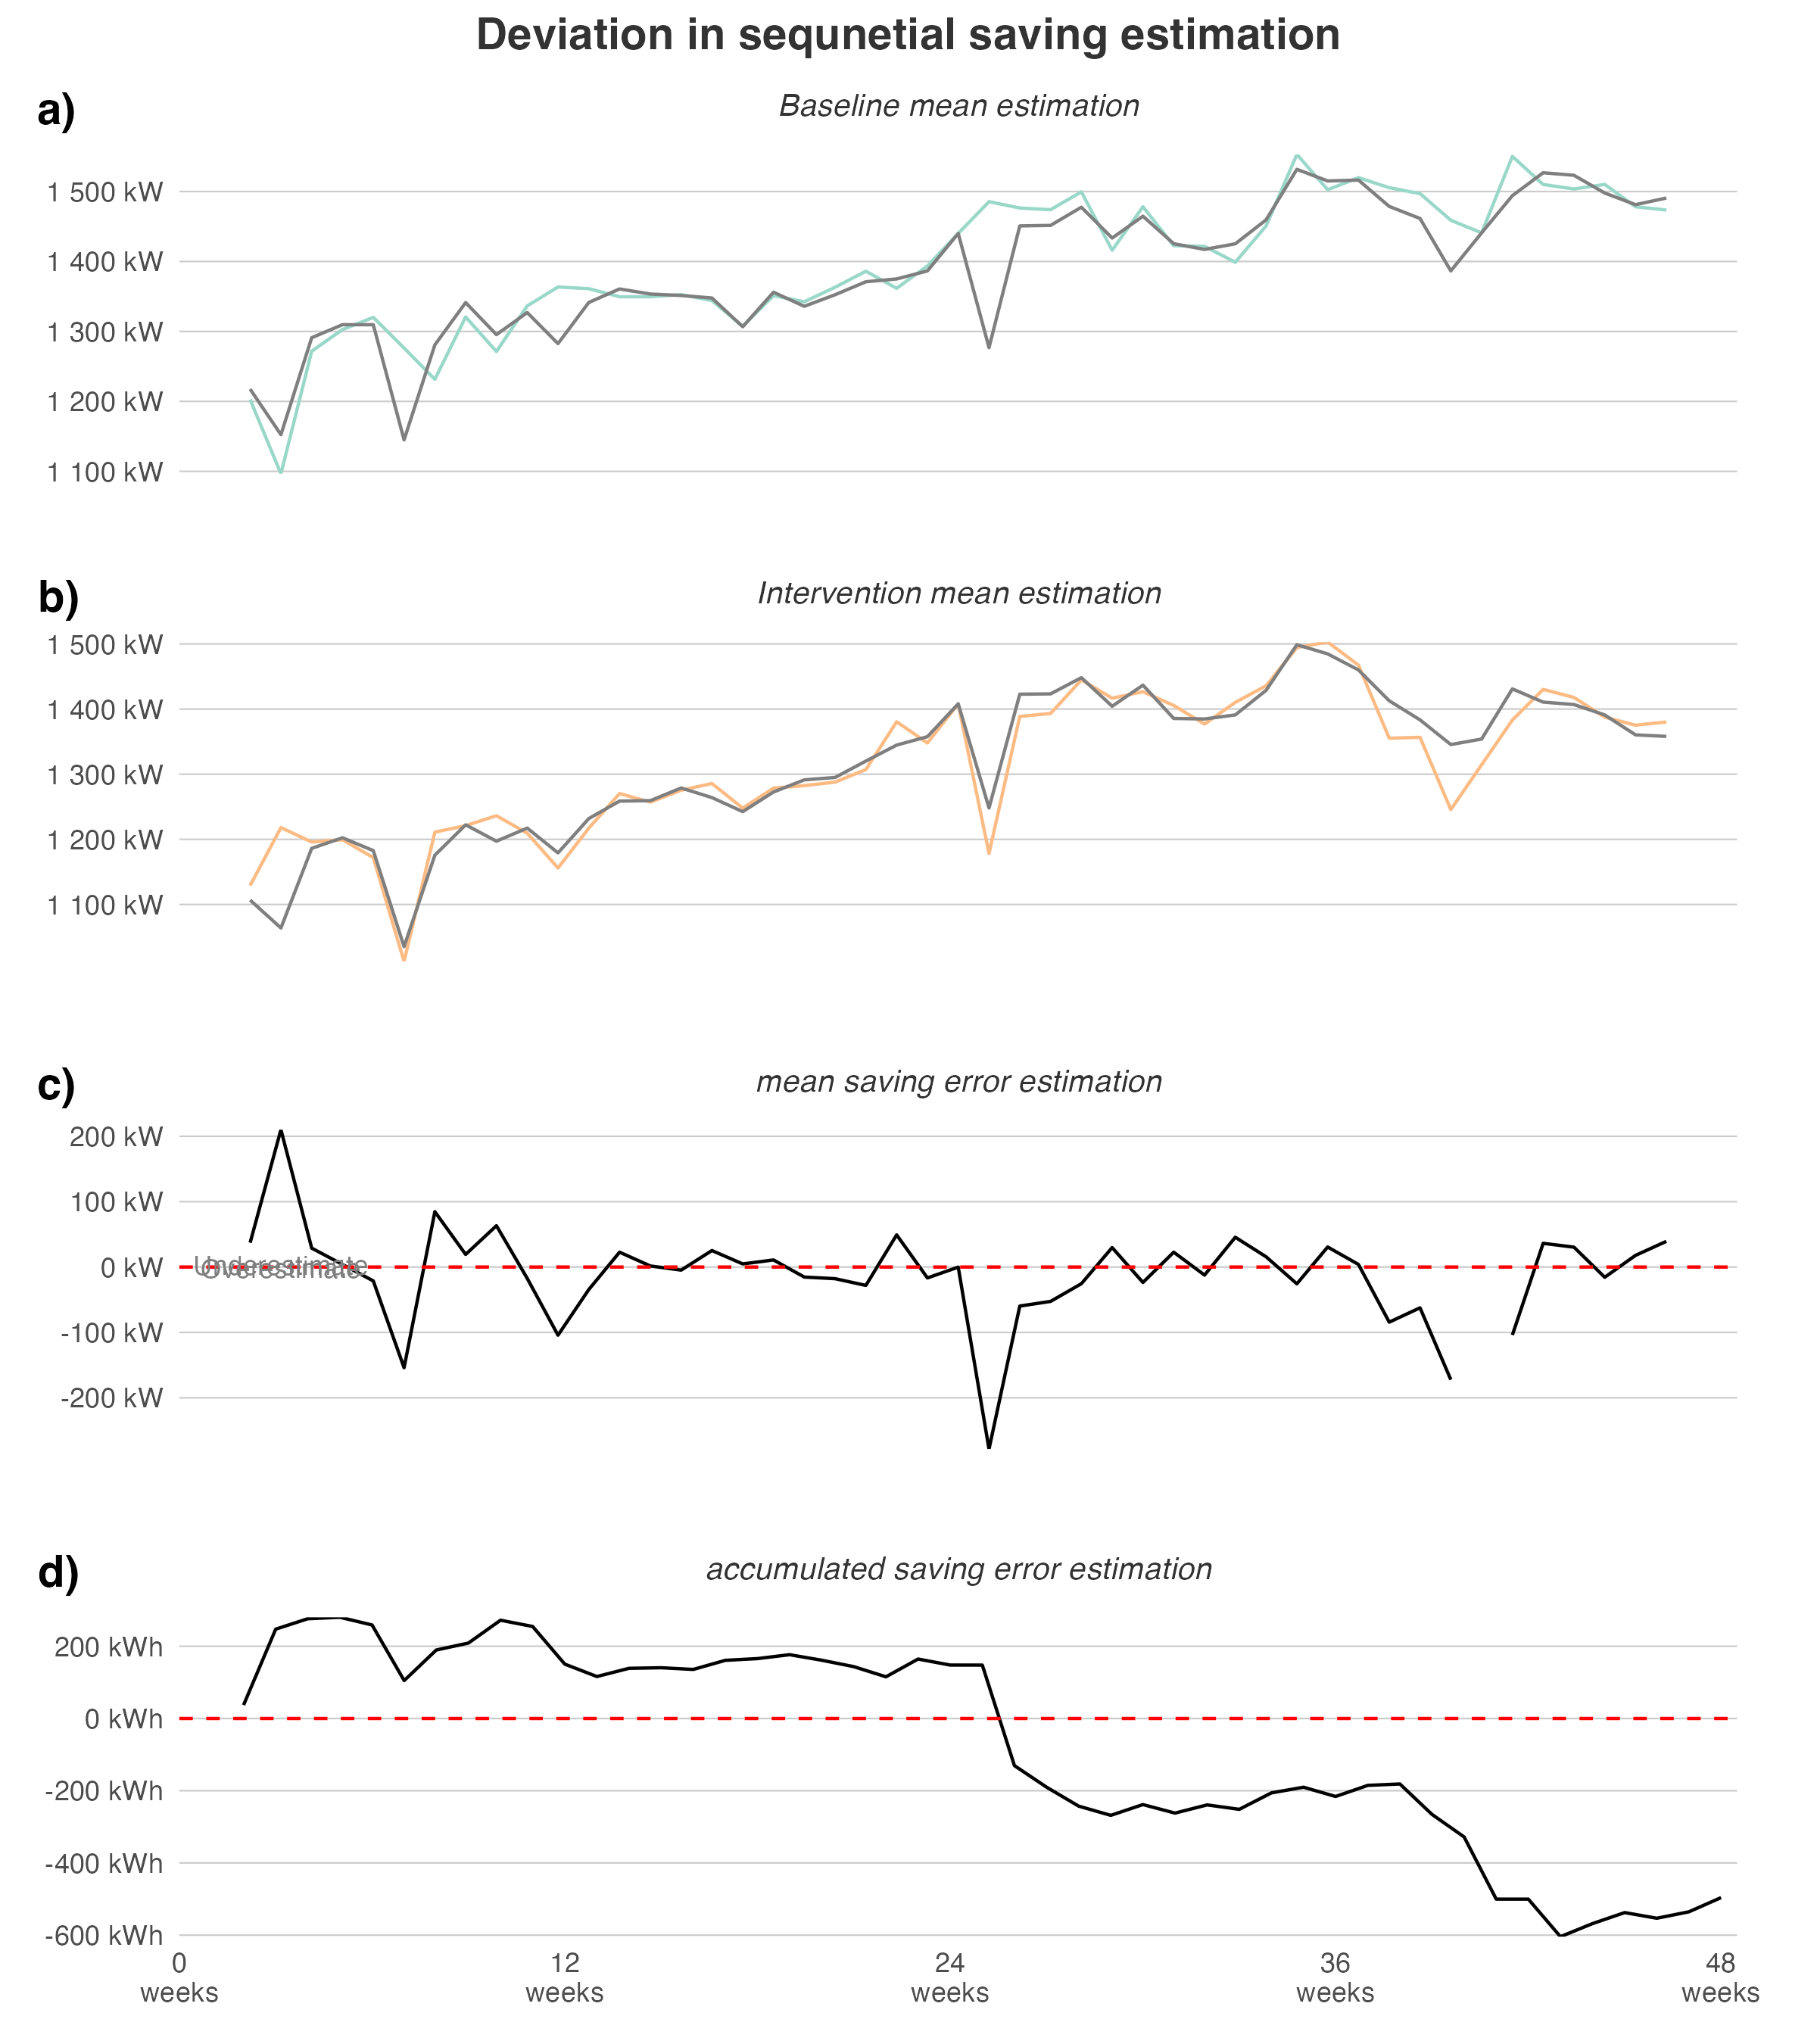 Deviation in sequnetial saving estimation
a)
Baseline mean estimation
1 500 kW
1 400 kW
1 300 kW
1 200 kW
1 100 kW
b)
Intervention mean estimation
1 500 kW
1 400 kW
1 300 kW
1 200 kW
1 100 kW
c)
mean saving error estimation
200 kW
100 kW
0 kW
-100 kW
-200 kW
Underestimate
Overestimate
d)
accumulated saving error estimation
200 kWh
0 kWh
-200 kWh
-400 kWh
-600 kWh
0
weeks
12
weeks
24
weeks
36
weeks
48
weeks